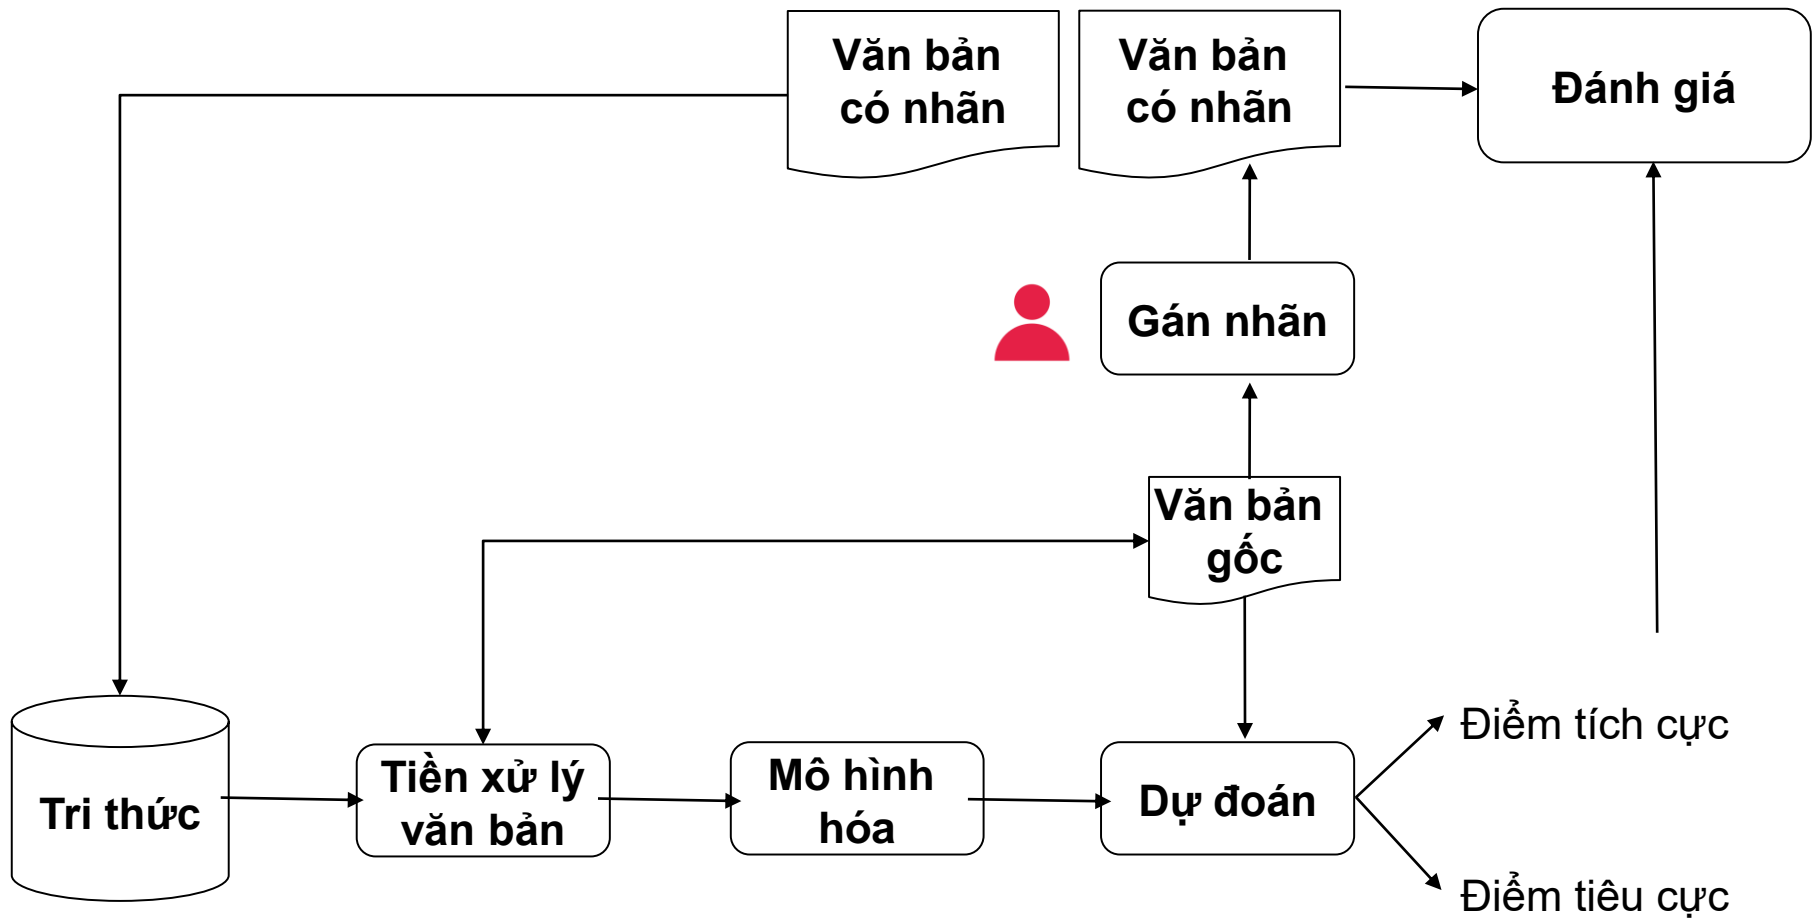 Văn bản
có nhãn
Văn bản
có nhãn
Đánh giá
Gán nhãn
Văn bản
gốc
Điểm tích cực
Tri thức
Tiền xử lý
văn bản
Mô hình
hóa
Dự đoán
Điểm tiêu cực